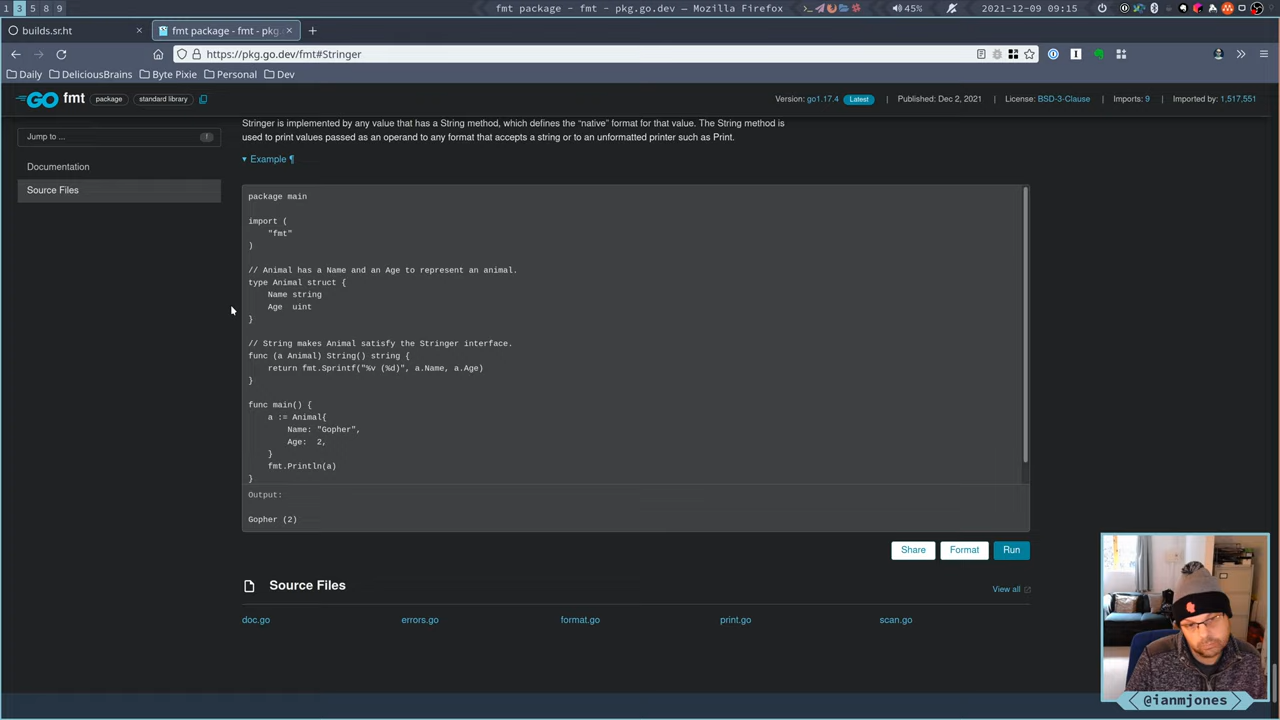 1 3 5 8 9
fmt package - fmt - pkg.go.dev — Mozilla Firefox
45%
2021-12-09 09:15
builds.sr.ht
fmt package - fmt - pkg.
https://pkg.go.dev/fmt#Stringer
Daily
DeliciousBrains
Byte Pixie
Personal
Dev
GO fmt
package
standard library
Version: go1.17.4
Latest
Published: Dec 2, 2021
License: BSD-3-Clause
Imports: 9
Imported by: 1,517,551
Jump to ...
Documentation
Source Files
Stringer is implemented by any value that has a String method, which defines the “native” format for that value. The String method is
used to print values passed as an operand to any format that accepts a string or to an unformatted printer such as Print.
Example ¶
package main
import (
"fmt"
)
// Animal has a Name and an Age to represent an animal.
type Animal struct {
Name string
Age  uint
}
// String makes Animal satisfy the Stringer interface.
func (a Animal) String() string {
return fmt.Sprintf("%v (%d)", a.Name, a.Age)
}
func main() {
a := Animal{
Name: "Gopher",
Age:  2,
}
fmt.Println(a)
}
Output:
Gopher (2)
Share
Format
Run
Source Files
View all
doc.go
errors.go
format.go
print.go
scan.go
@ianmjones